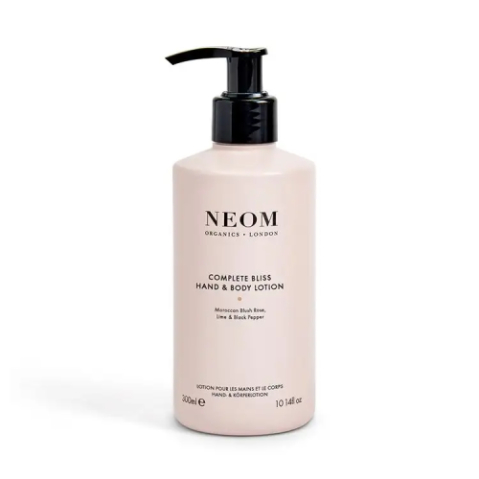 NEOM
ORGANICS • LONDON
COMPLETE BLISS
HAND & BODY LOTION
Moroccan Blush Rose,
Lime & Black Pepper
LOTION POUR LES MAINS ET LE CORPS
HAND- & KÖRPERLOTION
300ml ℮ 10.14fl oz